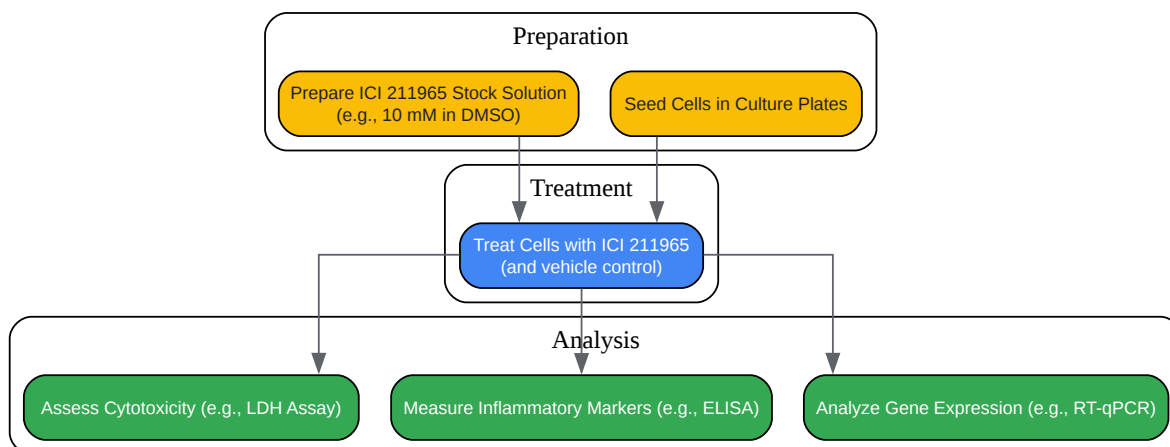 Preparation
Prepare ICI 211965 Stock Solution
(e.g., 10 mM in DMSO)
Seed Cells in Culture Plates
Treatment
Treat Cells with ICI 211965
(and vehicle control)
Analysis
Assess Cytotoxicity (e.g., LDH Assay)
Measure Inflammatory Markers (e.g., ELISA)
Analyze Gene Expression (e.g., RT-qPCR)